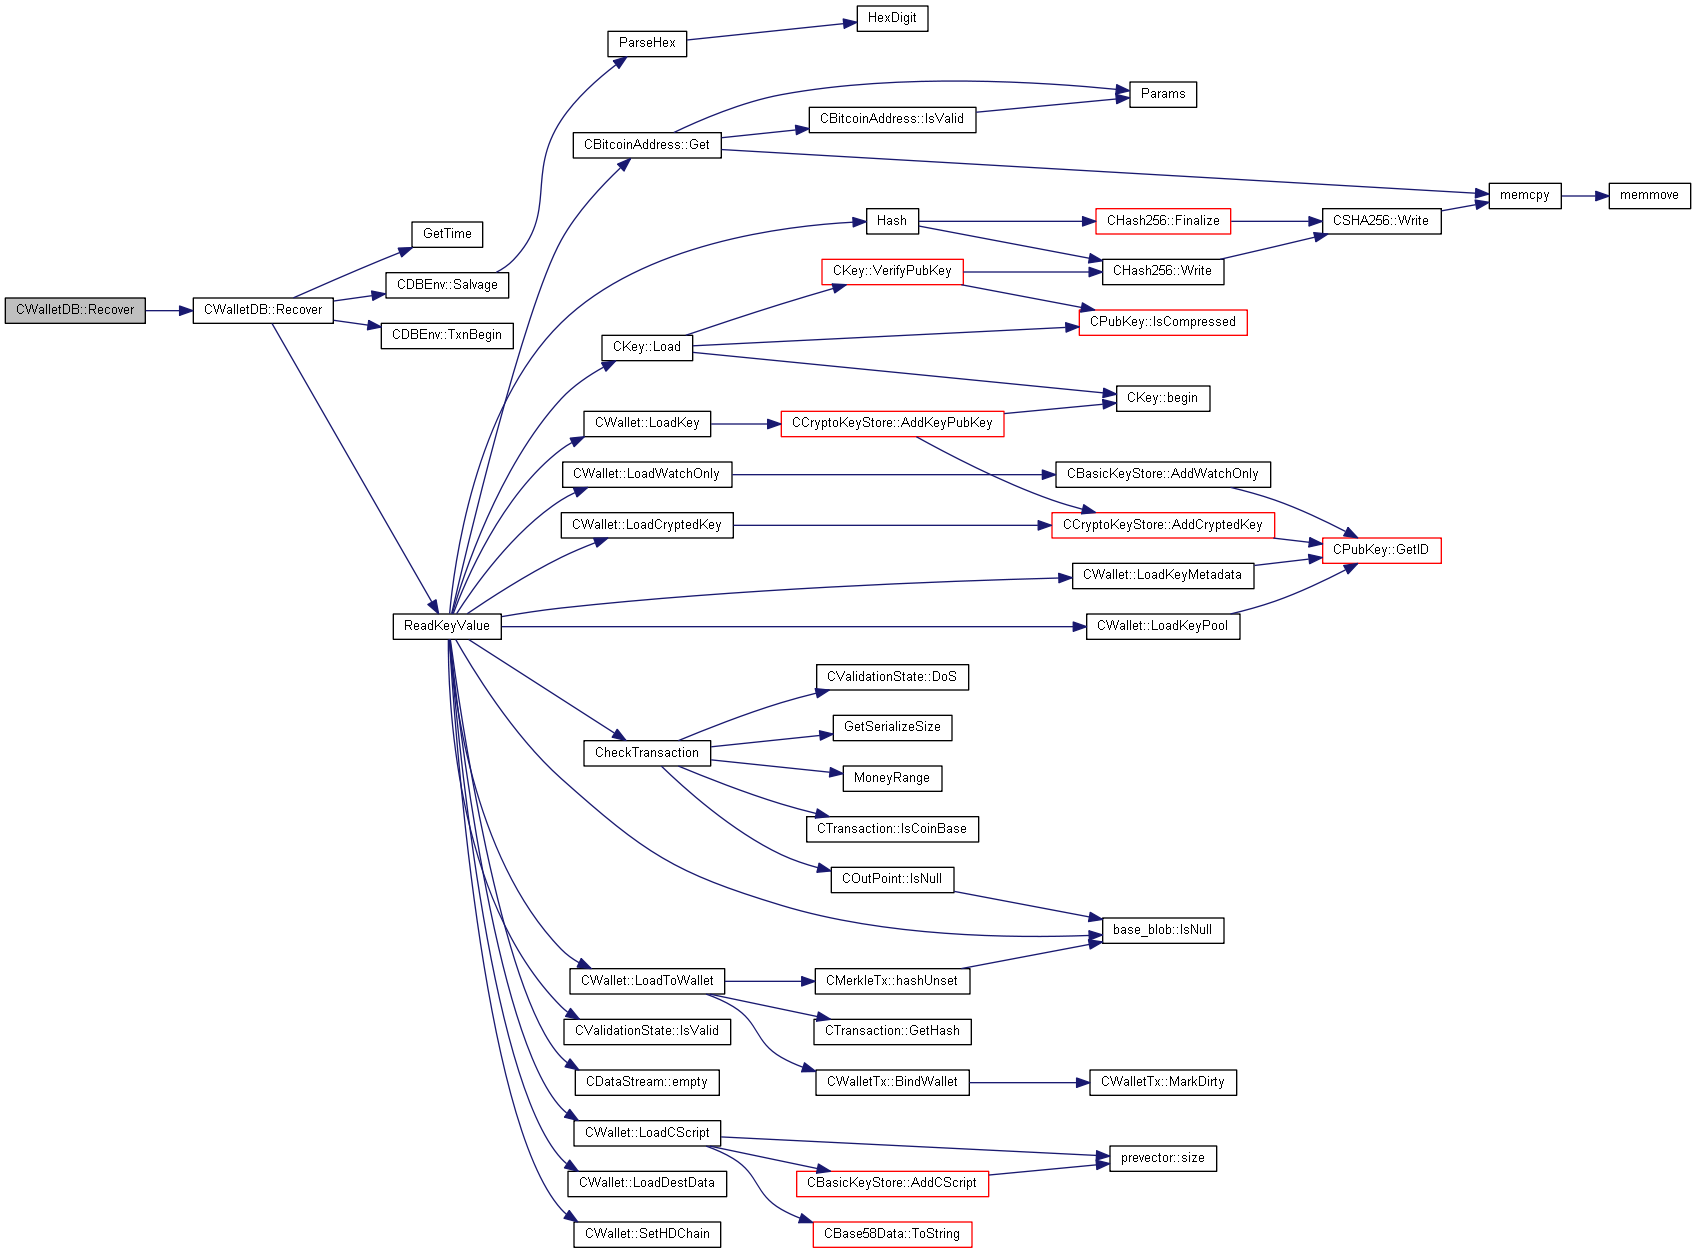 HexDigit
ParseHex
Params
CBitcoinAddress::IsValid
CBitcoinAddress::Get
memcpy
memmove
Hash
CHash256::Finalize
CSHA256::Write
GetTime
CKey::VerifyPubKey
CHash256::Write
CDBEnv::Salvage
CWalletDB::Recover
CWalletDB::Recover
CPubKey::IsCompressed
CDBEnv::TxnBegin
CKey::Load
CKey::begin
CWallet::LoadKey
CCryptoKeyStore::AddKeyPubKey
CWallet::LoadWatchOnly
CBasicKeyStore::AddWatchOnly
CWallet::LoadCryptedKey
CCryptoKeyStore::AddCryptedKey
CPubKey::GetID
CWallet::LoadKeyMetadata
ReadKeyValue
CWallet::LoadKeyPool
CValidationState::DoS
GetSerializeSize
CheckTransaction
MoneyRange
CTransaction::IsCoinBase
COutPoint::IsNull
base_blob::IsNull
CWallet::LoadToWallet
CMerkleTx::hashUnset
CValidationState::IsValid
CTransaction::GetHash
CDataStream::empty
CWalletTx::BindWallet
CWalletTx::MarkDirty
CWallet::LoadCScript
prevector::size
CWallet::LoadDestData
CBasicKeyStore::AddCScript
CWallet::SetHDChain
CBase58Data::ToString